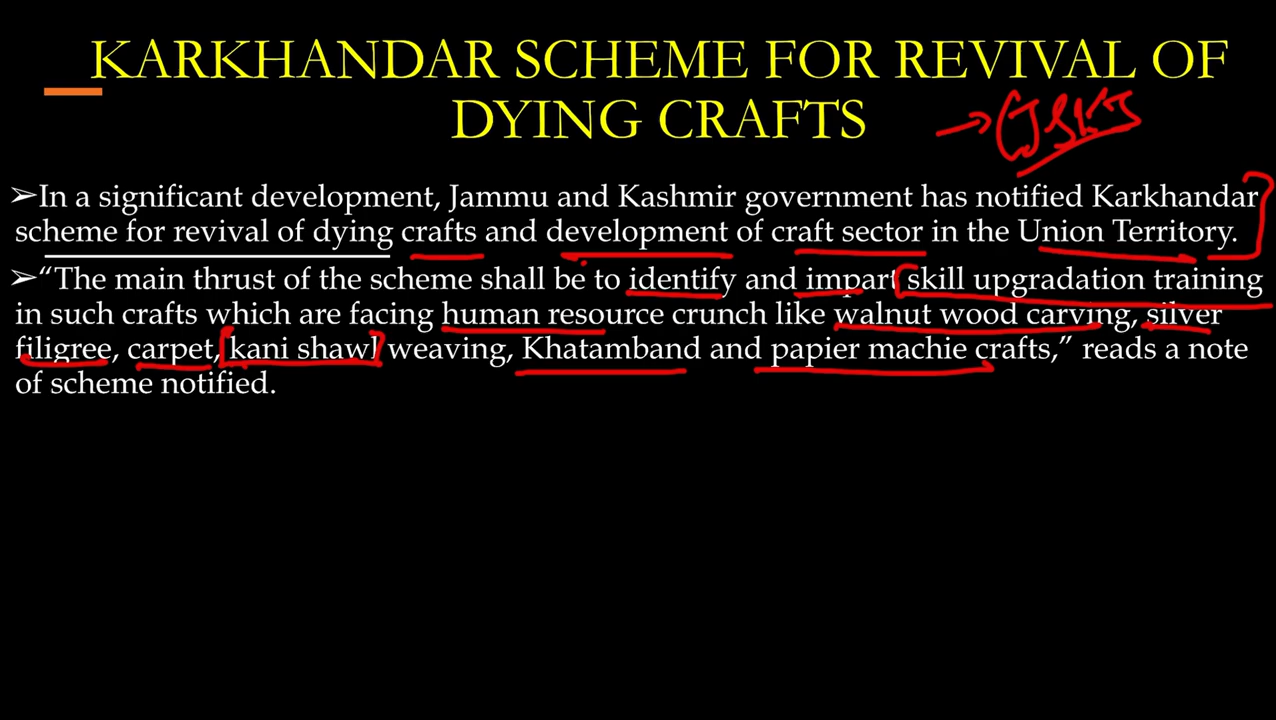 KARKHANDAR SCHEME FOR REVIVAL OF
DYING CRAFTS
➢In a significant development, Jammu and Kashmir government has notified Karkhandar
scheme for revival of dying crafts and development of craft sector in the Union Territory.
➢“The main thrust of the scheme shall be to identify and impart skill upgradation training
in such crafts which are facing human resource crunch like walnut wood carving, silver
filigree, carpet, kani shawl weaving, Khatamband and papier machie crafts,” reads a note
of scheme notified.